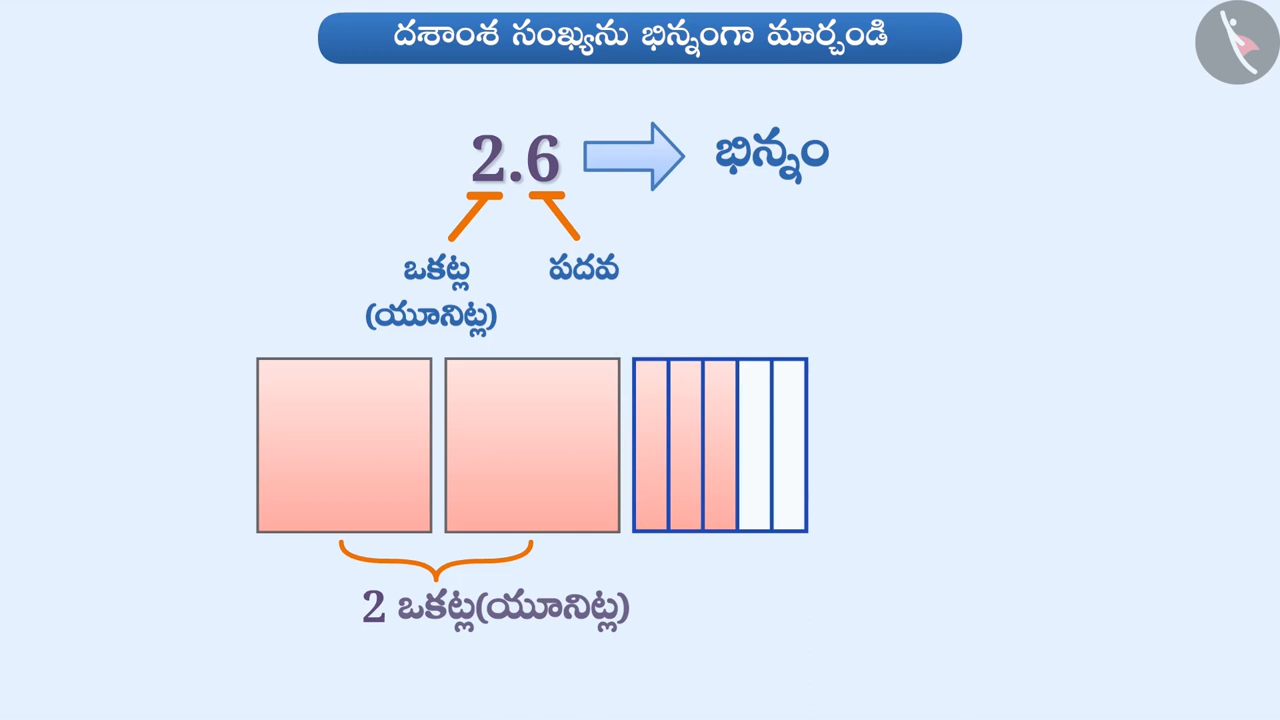 దశాంశ సంఖ్యను భిన్నంగా మార్చండి
2.6 భిన్నం
ఒకట్ల పదవ
(యూనిట్ల)
2 ఒకట్ల(యూనిట్ల)